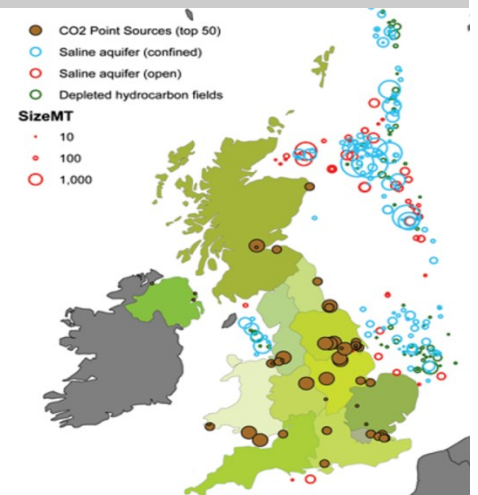 CO2 Point Sources (top 50)
Saline aquifer (confined)
Saline aquifer (open)
Depleted hydrocarbon fields
SizeMT
10
100
1,000